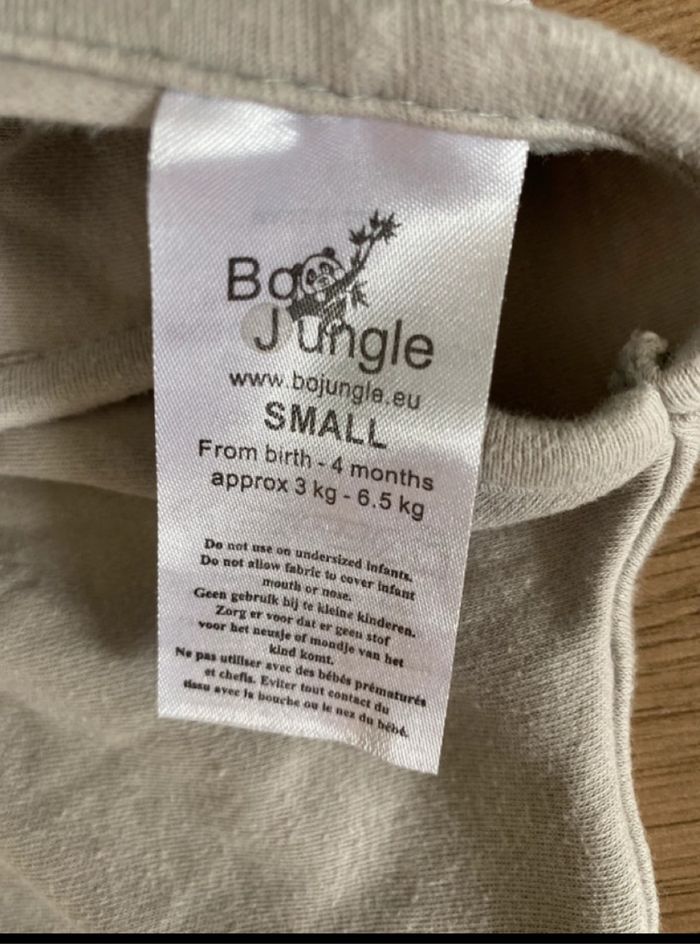 Bo
Jungle
www.bojungle.eu
SMALL
From birth - 4 months
approx 3 kg - 6.5 kg
Do not use on undersized infants.
Do not allow fabric to cover infant
mouth or nose.
Geen gebruik bij te kleine kinderen.
Zorg er voor dat er geen stof
voor het neusje of mondje van het
kind komt.
Ne pas utiliser avec des bébés prématurés
et chefls. Eviter tout contact du
tissu avec la bouche ou le nez du bébé.